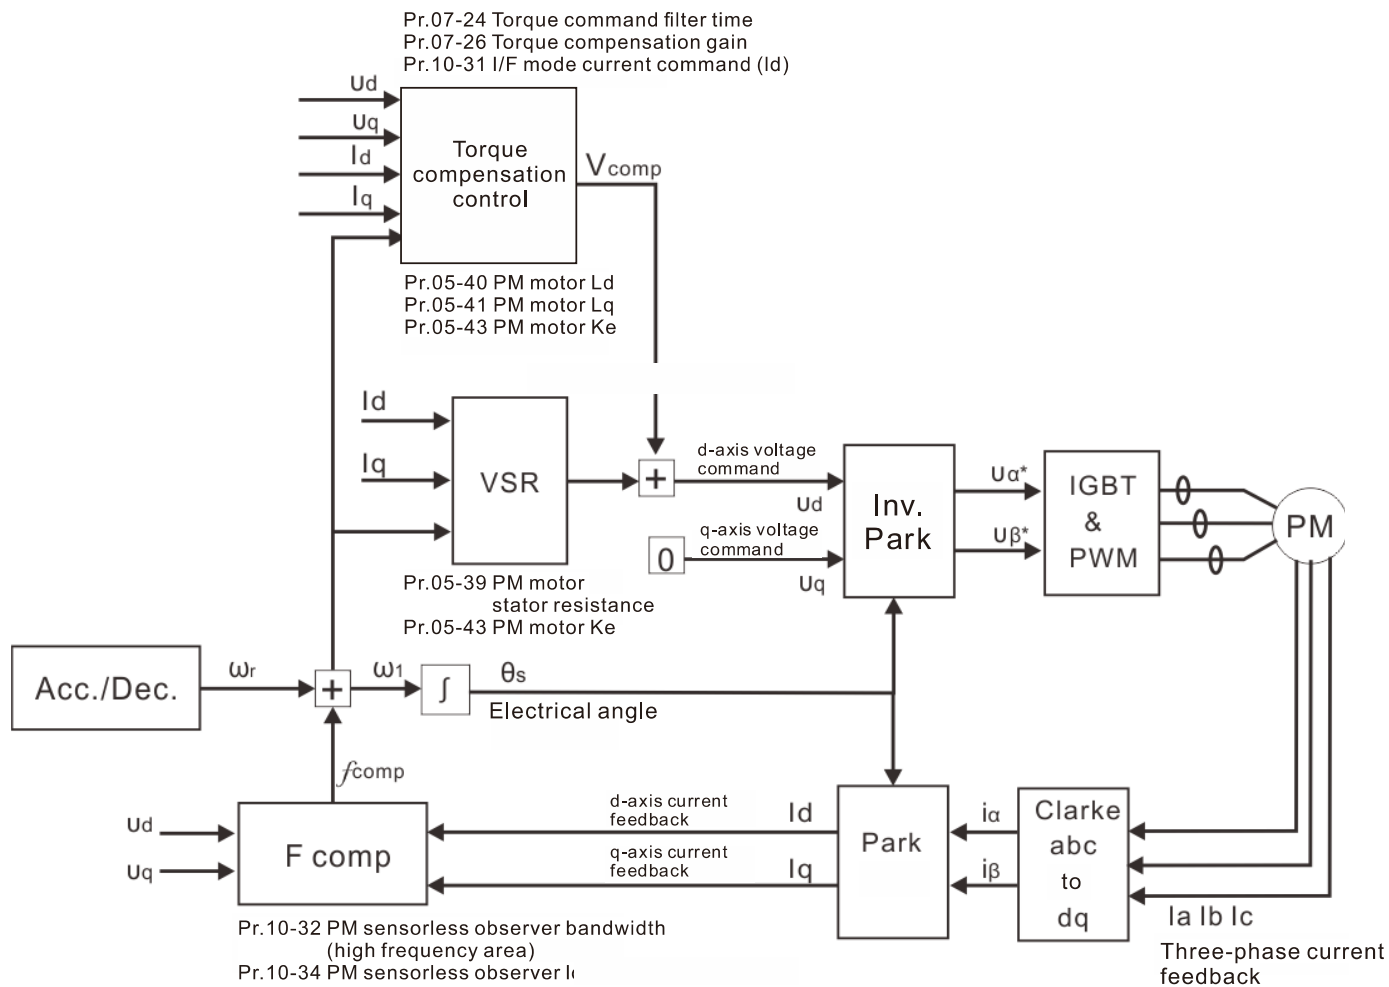 Pr.07-24 Torque command filter time
Pr.07-26 Torque compensation gain
Pr.10-31 I/F mode current command (Id)
ud
uq
Id
Iq
Torque
compensation
control
Vcomp
Pr.05-40 PM motor Ld
Pr.05-41 PM motor Lq
Pr.05-43 PM motor Ke
Id
Iq
VSR
+
d-axis voltage
command
ud
q-axis voltage
command
0
uq
Inv.
Park
uα*
uβ*
IGBT
&
PWM
PM
Pr.05-39 PM motor
stator resistance
Pr.05-43 PM motor Ke
Acc./Dec.
ωr
+
ω1
∫
θs
Electrical angle
fcomp
ud
uq
F comp
d-axis current
feedback
Id
q-axis current
feedback
Iq
Park
iα
iβ
Clarke
abc
to
dq
Ia Ib Ic
Three-phase current
feedback
Pr.10-32 PM sensorless observer bandwidth
(high frequency area)
Pr.10-34 PM sensorless observer